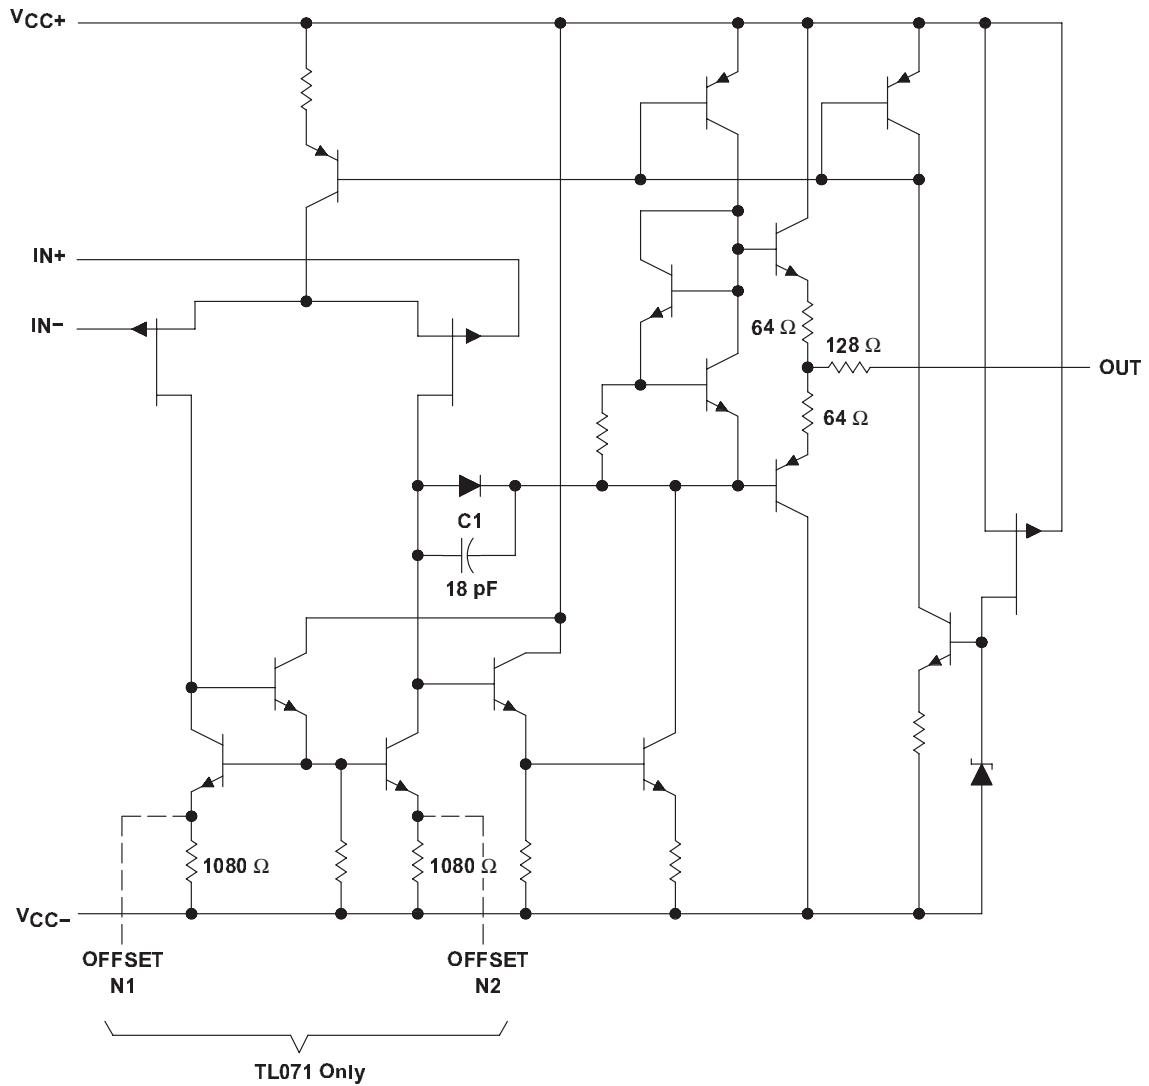 VCC+
IN+
IN−
64 Ω
128 Ω
OUT
64 Ω
C1
18 pF
1080 Ω
1080 Ω
VCC−
OFFSET
N1
OFFSET
N2
TL071 Only